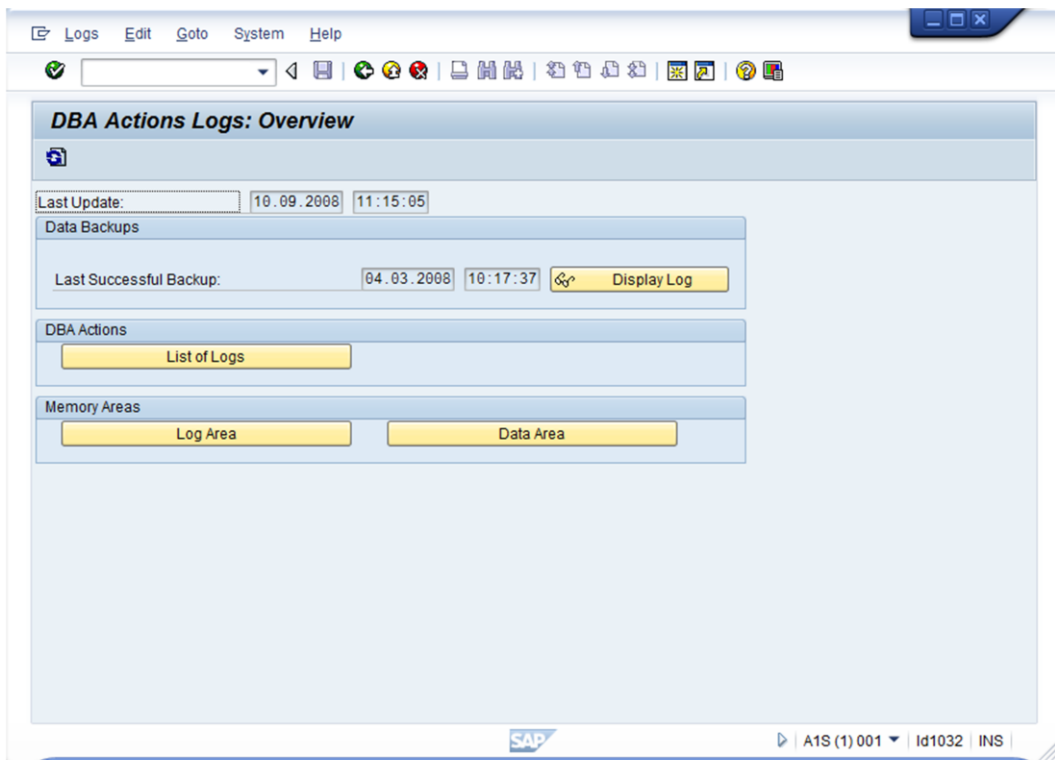 Logs Edit Goto System Help
DBA Actions Logs: Overview
Last Update: 10.09.2008 11:15:05
Data Backups
Last Successful Backup: 04.03.2008 10:17:37 Display Log
DBA Actions
List of Logs
Memory Areas
Log Area Data Area
SAP A1S (1) 001 ld1032 INS